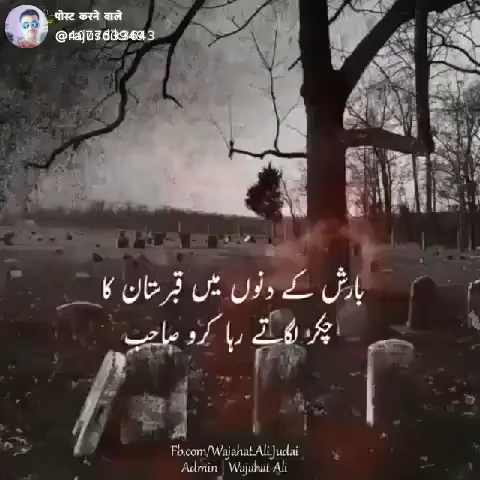 पोस्ट करने वाले
بارش کے دنوں میں قبرستان کا
چکر لگاتے رہا کرو صاحب
Fb.com/WajahatAliJudai
Admin | Wajahat Ali